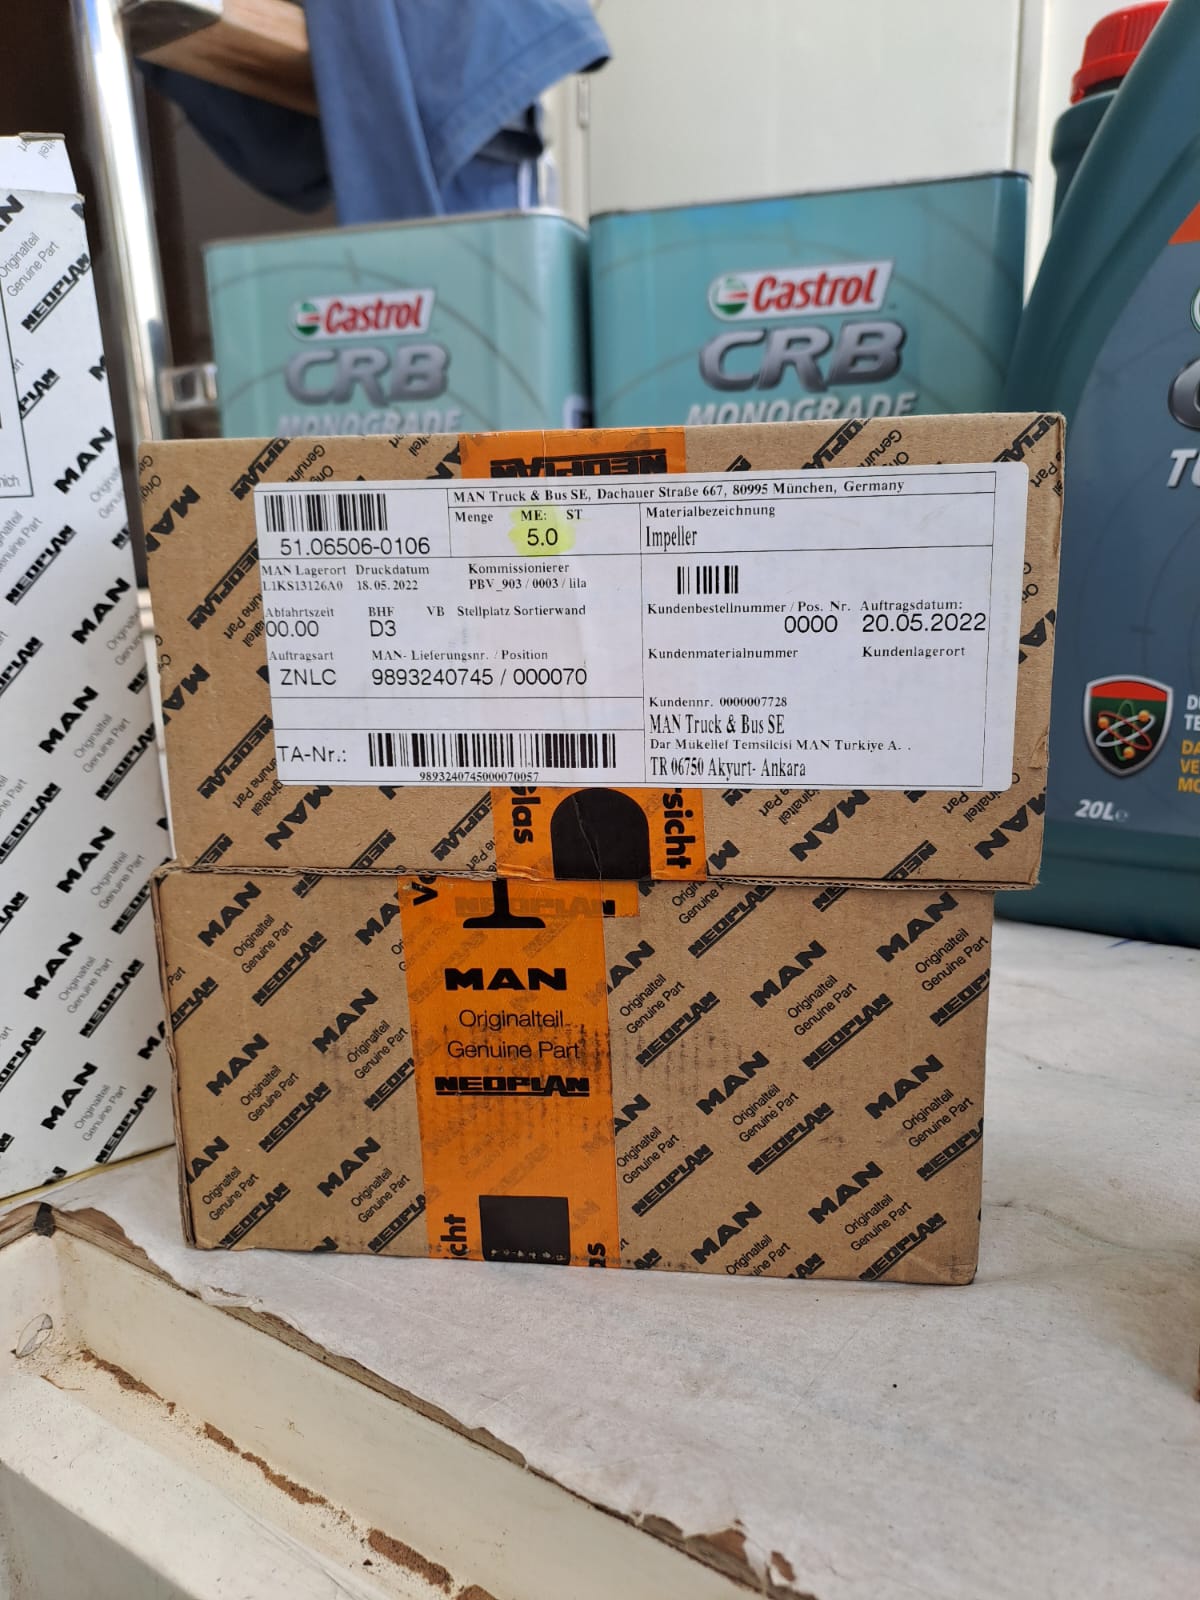 Castrol
CRB
MONOGRADE
Castrol
CRB
MONOGRADE
20L
NEOPLAN
MAN Truck & Bus SE, Dachauer Straße 667, 80995 München, Germany
51.06506-0106
Menge ME: ST
5.0
Materialbezeichnung
Impeller
MAN Lagerort Druckdatum
L1KS13126A0 18.05.2022
Kommissionierer
PBV_903 / 0003 / lila
Abfahrtszeit BHF VB Stellplatz Sortierwand
00.00 D3
Kundenbestellnummer / Pos. Nr. Auftragsdatum:
0000 20.05.2022
Auftragsart MAN- Lieferungsnr. / Position
ZNLC 9893240745 / 000070
Kundenmaterialnummer Kundenlagerort
Kundennr. 0000007728
MAN Truck & Bus SE
Dar Mukellef Temsilcisi MAN Turkiye A. .
TR 06750 Akyurt- Ankara
TA-Nr.:
9893240745000070057
MAN
Originalteil
Genuine Part
NEOPLAN